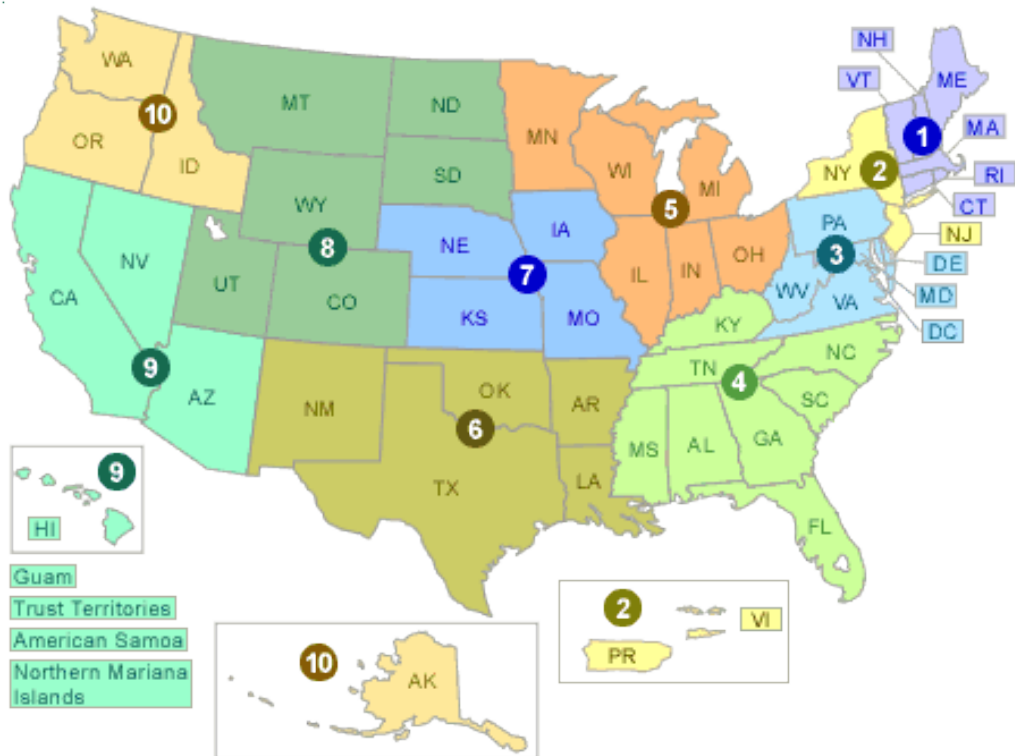 NH
VT
ME
WA
MT
ND
MN
10
1
MA
OR
ID
SD
WI
MI
NY
2
RI
WY
5
CT
PA
NJ
8
NE
IA
3
DE
NV
7
IL
IN
OH
WV
MD
CA
UT
CO
KS
MO
VA
DC
KY
9
TN
NC
4
AZ
NM
OK
AR
SC
6
MS
AL
GA
TX
LA
9
HI
FL
Guam
Trust Territories
2
VI
American Samoa
PR
10
Northern Mariana
Islands
AK